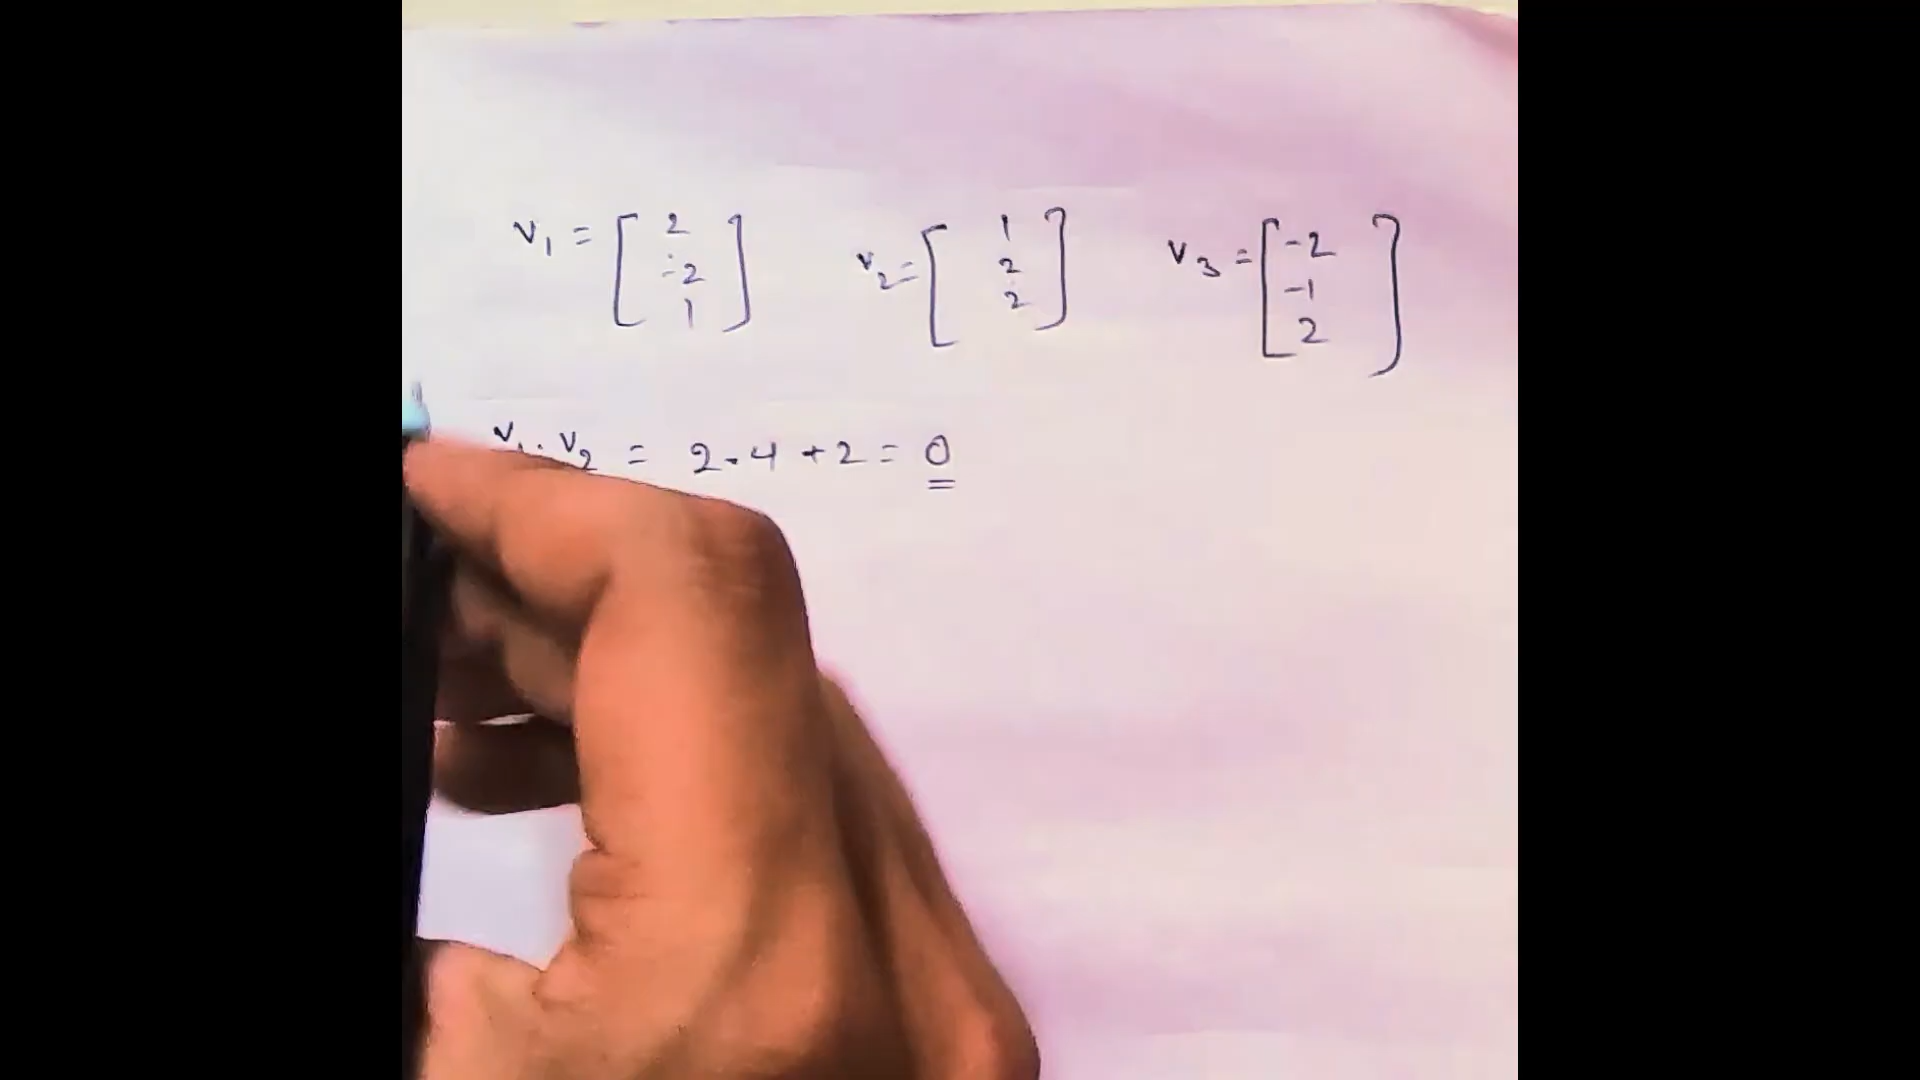 V₁ = [2 -2 1] V₂ = [1 2 2] V₃ = [-2 -1 2]
V₁ · V₂ = 2 - 4 + 2 = 0